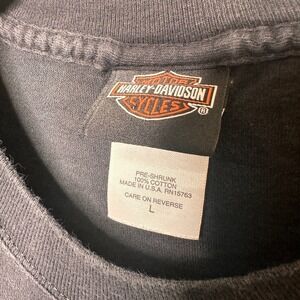 MOTOR
HARLEY-DAVIDSON
CYCLES
®
PRE-SHRUNK
100% COTTON
MADE IN U.S.A. RN15763
CARE ON REVERSE
L